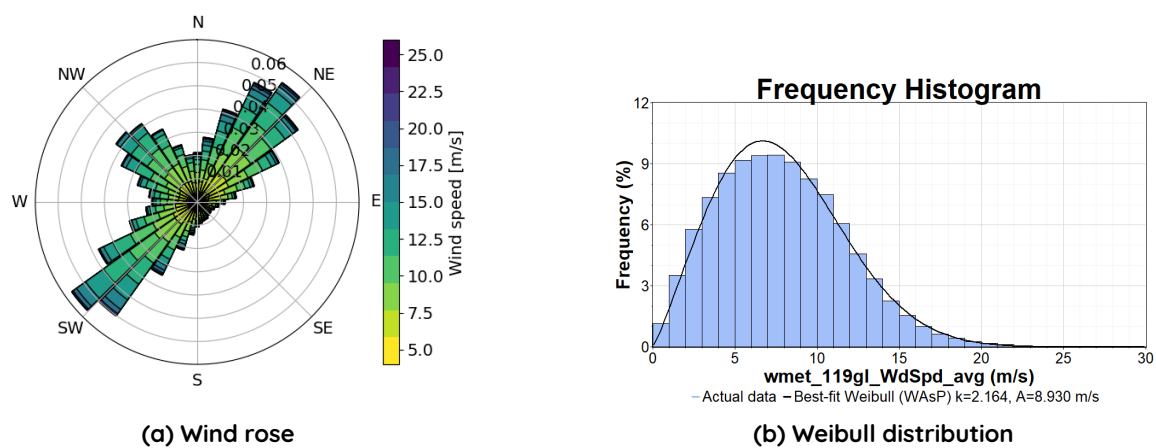 N
NW
NE
W
E
SW
SE
S
0.01
0.02
0.03
0.04
0.05
0.06
25.0
22.5
20.0
17.5
15.0
12.5
10.0
7.5
5.0
Wind speed [m/s]
(a) Wind rose
Frequency Histogram
12
9
6
3
0
Frequency (%)
0 5 10 15 20 25 30
wmet_119gl_WdSpd_avg (m/s)
Actual data Best-fit Weibull (WAsP) k=2.164, A=8.930 m/s
(b) Weibull distribution